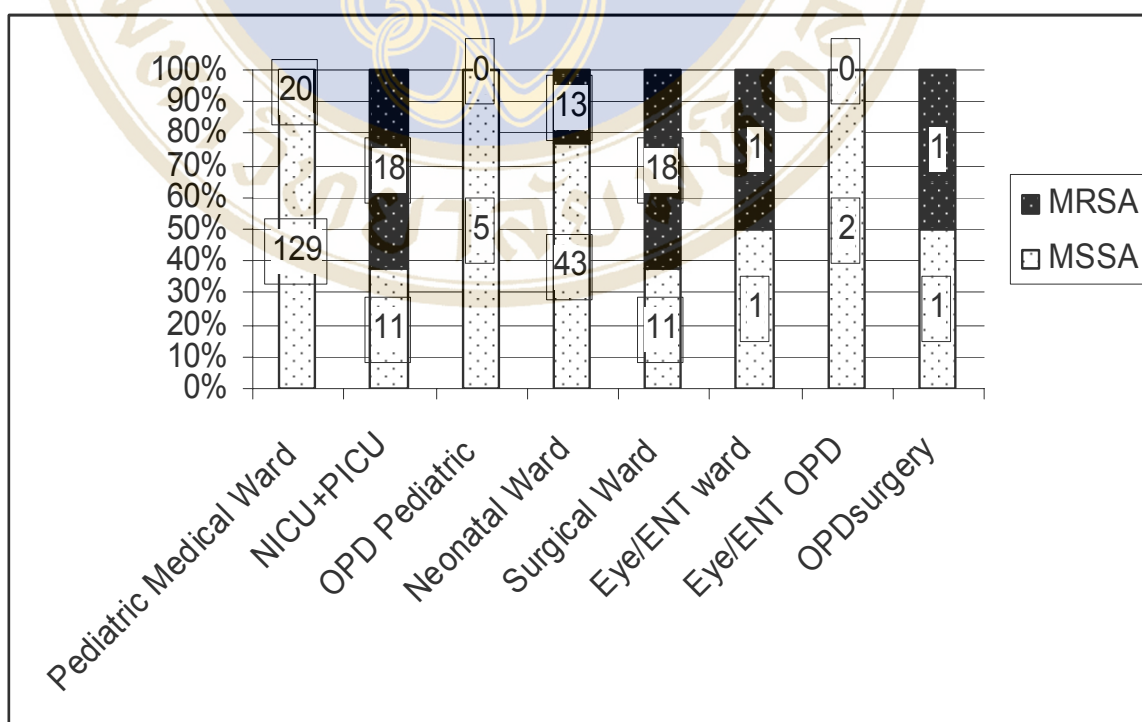 100%
90%
80%
70%
60%
50%
40%
30%
20%
10%
0%
20
129
18
11
0
5
13
43
18
11
1
1
0
2
1
1
Pediatric Medical Ward
NICU+PICU
OPD Pediatric
Neonatal Ward
Surgical Ward
Eye/ENT ward
Eye/ENT OPD
OPDsurgery
MRSA
MSSA